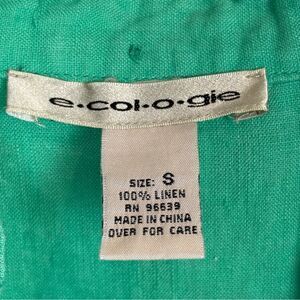 e·col·o·gie
SIZE: S
100% LINEN
RN 96639
MADE IN CHINA
OVER FOR CARE